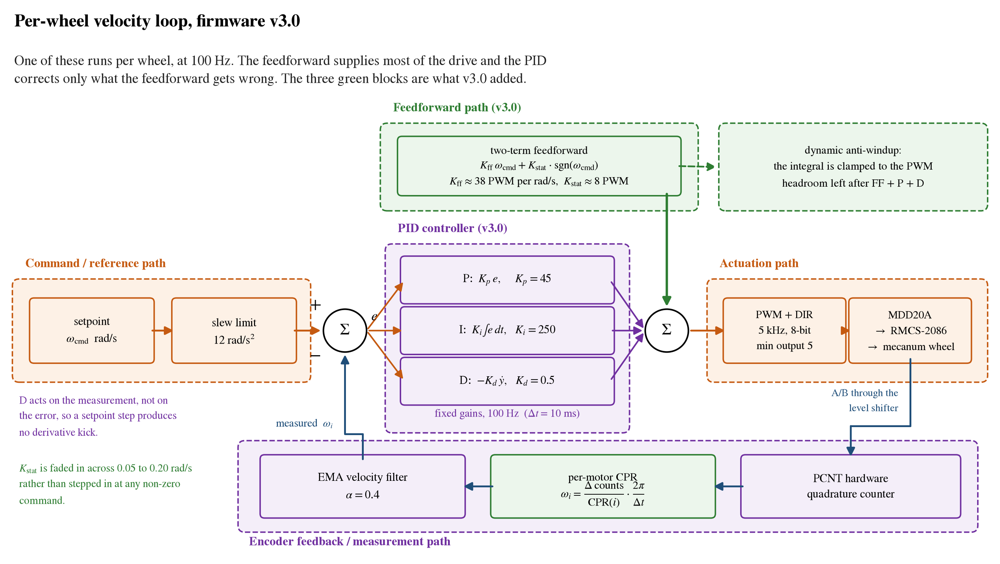 Per-wheel velocity loop, firmware v3.0
One of these runs per wheel, at 100 Hz. The feedforward supplies most of the drive and the PID
corrects only what the feedforward gets wrong. The three green blocks are what v3.0 added.
Feedforward path (v3.0)
two-term feedforward
K_ff ω_cmd + K_stat · sgn(ω_cmd)
K_ff ≈ 38 PWM per rad/s, K_stat ≈ 8 PWM
dynamic anti-windup:
the integral is clamped to the PWM
headroom left after FF + P + D
PID controller (v3.0)
P: K_p e, K_p = 45
I: K_i ∫e dt, K_i = 250
D: −K_d ẏ, K_d = 0.5
fixed gains, 100 Hz (Δt = 10 ms)
Command / reference path
setpoint
ω_cmd rad/s
slew limit
12 rad/s²
+
−
Σ
e
Σ
Actuation path
PWM + DIR
5 kHz, 8-bit
min output 5
MDD20A
→ RMCS-2086
→ mecanum wheel
A/B through the
level shifter
D acts on the measurement, not on
the error, so a setpoint step produces
no derivative kick.
measured ω_i
K_stat is faded in across 0.05 to 0.20 rad/s
rather than stepped in at any non-zero
command.
EMA velocity filter
α = 0.4
per-motor CPR
ω_i = Δ counts / CPR(i) · 2π / Δt
PCNT hardware
quadrature counter
Encoder feedback / measurement path